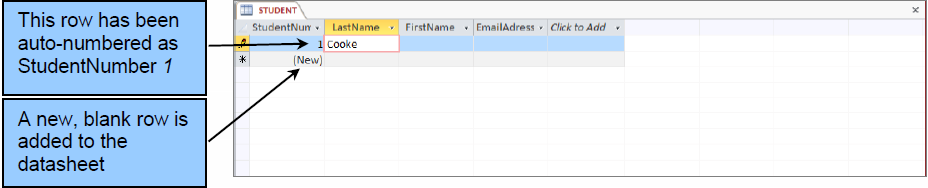 This row has been
auto-numbered as
StudentNumber 1
A new, blank row is
added to the
datasheet
STUDENT
StudentNum LastName FirstName EmailAdress Click to Add
1 Cooke
(New)